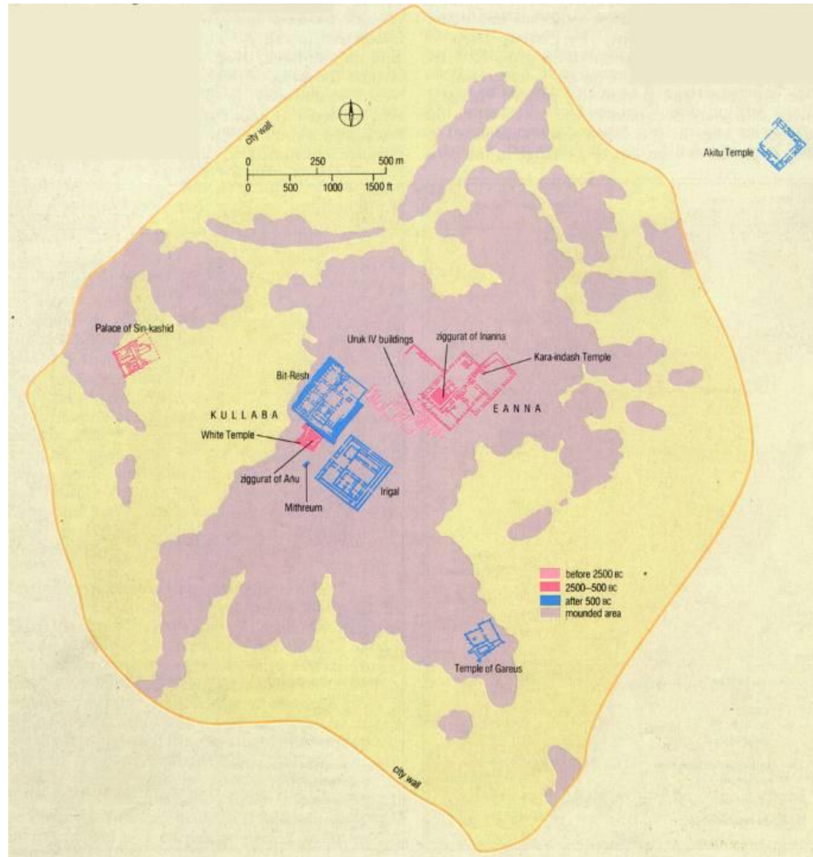 city wall
0 250 500 m
0 500 1000 1500 ft
Akitu Temple
Palace of Sin-kashid
Uruk IV buildings
ziggurat of Inanna
Kara-indash Temple
Bit-Resh
KULLABA
EANNA
White Temple
ziggurat of Anu
Irigal
Mithreum
before 2500 BC
2500–500 BC
after 500 BC
mounded area
Temple of Gareus
city wall